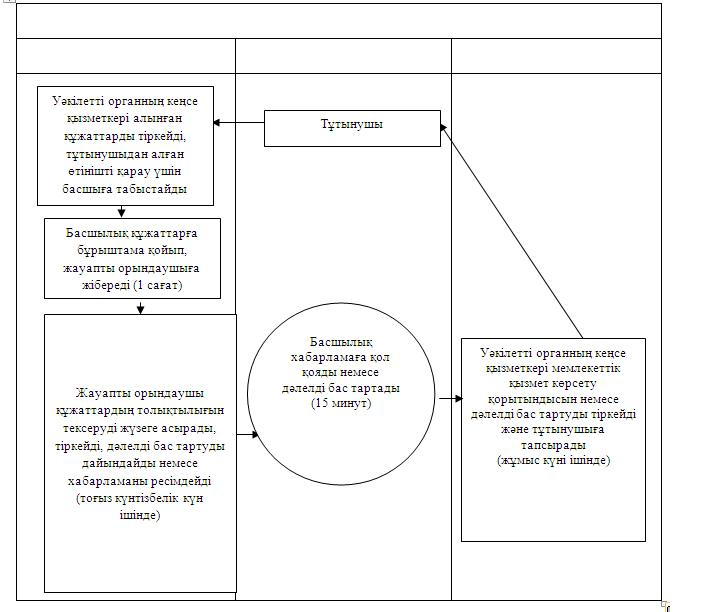 Уәкілетті органның кеңсе
қызметкері алынған
құжаттарды тіркейді,
тұтынушыдан алған
өтінішті қарау үшін
басшыға табыстайды
Тұтынушы
Басшылық құжаттарға
бұрыштама қойып,
жауапты орындаушыға
жібереді (1 сағат)
Жауапты орындаушы
құжаттардың толықтылығын
тексеруді жүзеге асырады,
тіркейді, дәлелді бас тартуды
дайындайды немесе
хабарламаны ресімдейді
(тоғыз күнтізбелік күн
ішінде)
Басшылық
хабарламаға қол
қояды немесе
дәлелді бас тартады
(15 минут)
Уәкілетті органның кеңсе
қызметкері мемлекеттік
қызмет көрсету
қорытындысын немесе
дәлелді бас тартуды тіркейді
және тұтынушыға
тапсырады
(жұмыс күні ішінде)